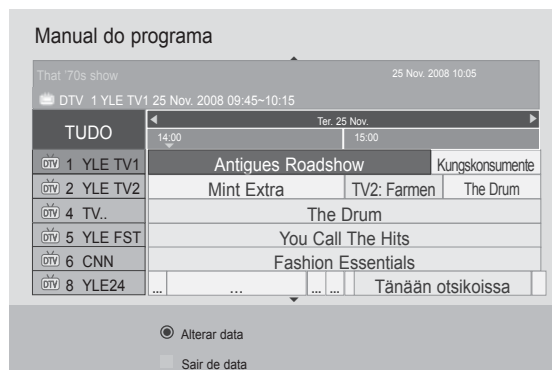 Manual do programa
That '70s show 25 Nov. 2008 10:05
DTV 1 YLE TV1 25 Nov. 2008 09:45~10:15
TUDO
Ter. 25 Nov.
14:00 15:00
DTV 1 YLE TV1 Antigues Roadshow Kungskonsumente
DTV 2 YLE TV2 Mint Extra TV2: Farmen The Drum
DTV 4 TV.. The Drum
DTV 5 YLE FST You Call The Hits
DTV 6 CNN Fashion Essentials
DTV 8 YLE24 ... ... ... ... Tänään otsikoissa
Alterar data
Sair de data